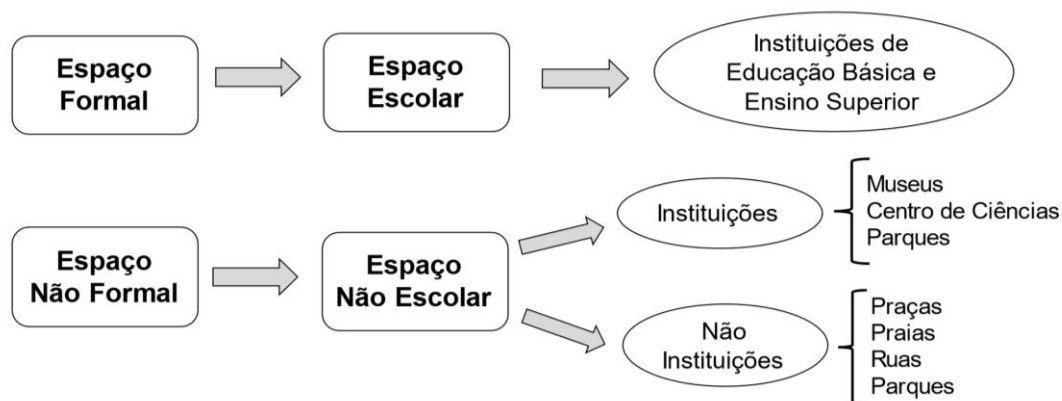 Espaço
Formal
Espaço
Escolar
Instituições de
Educação Básica e
Ensino Superior
Espaço
Não Formal
Espaço
Não Escolar
Instituições
Museus
Centro de Ciências
Parques
Não
Instituições
Praças
Praias
Ruas
Parques